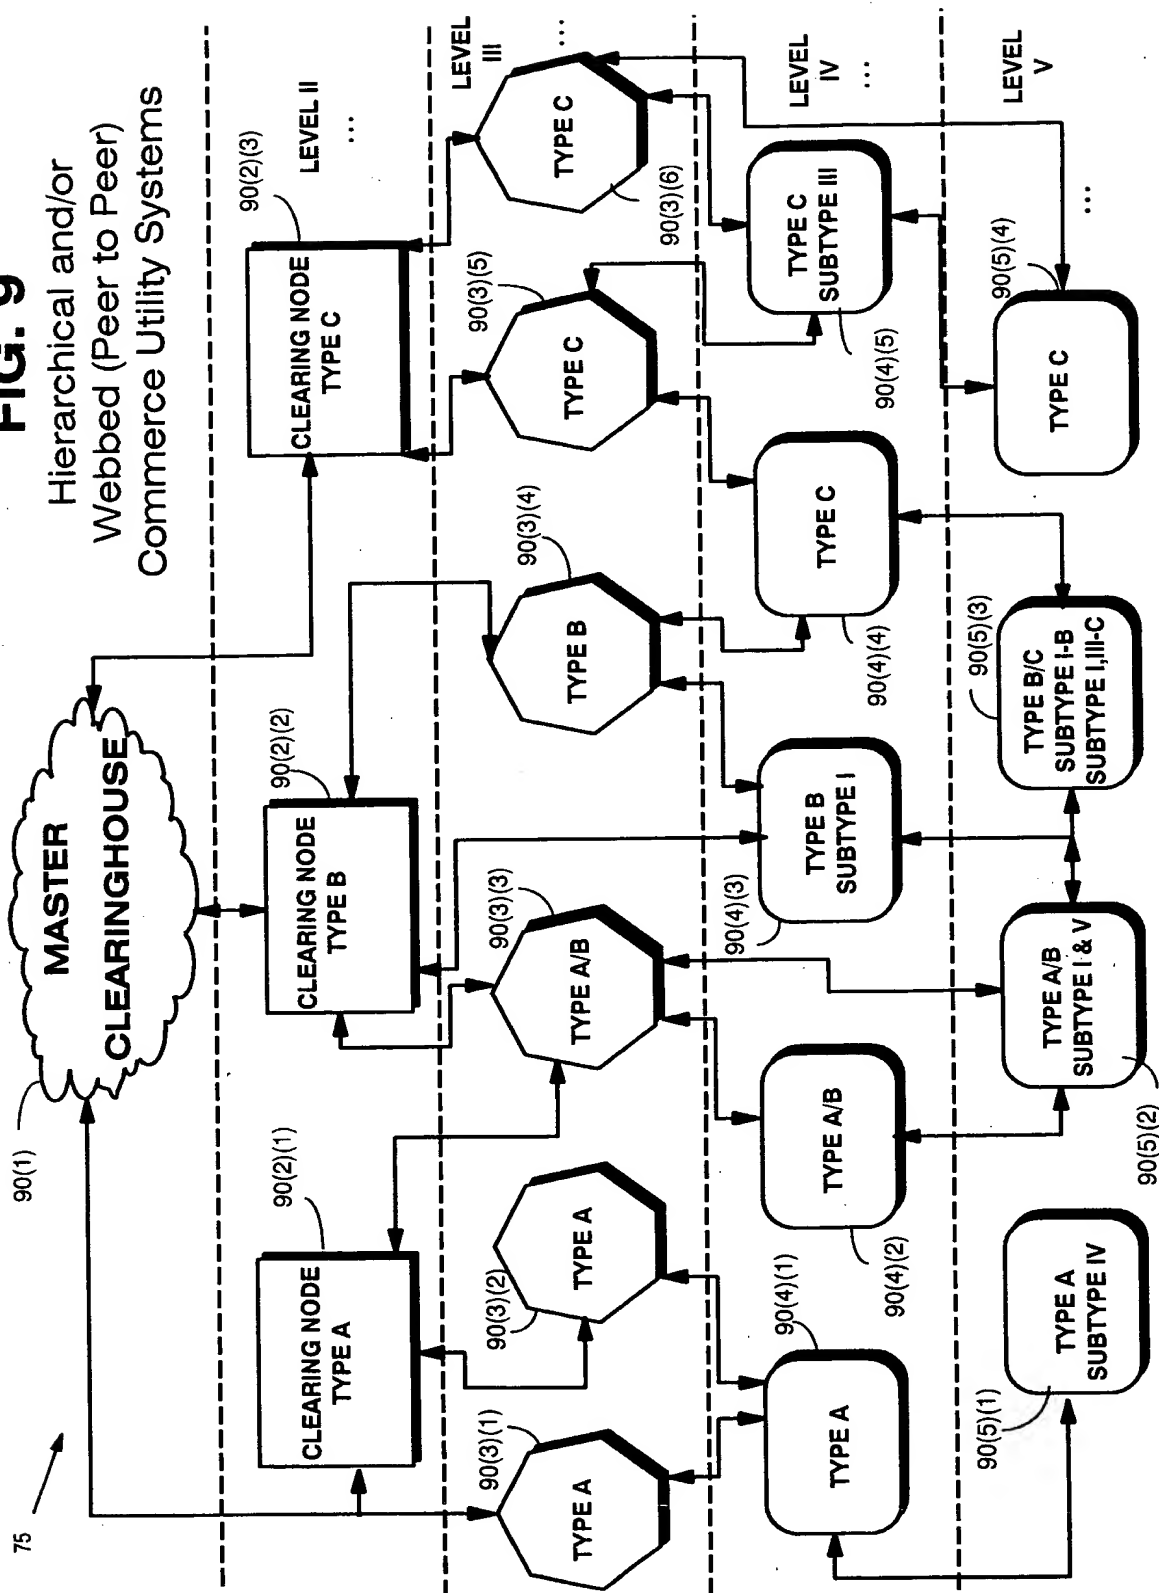 FIG. 9
Hierarchical and/or
Webbed (Peer to Peer)
Commerce Utility Systems
75
90(1)
MASTER
CLEARINGHOUSE
LEVEL II
...
90(2)(1)
CLEARING NODE
TYPE A
90(2)(2)
CLEARING NODE
TYPE B
90(2)(3)
CLEARING NODE
TYPE C
LEVEL
III
...
90(3)(1)
TYPE A
90(3)(2)
TYPE A
90(3)(3)
TYPE A/B
90(3)(4)
TYPE B
90(3)(5)
TYPE C
90(3)(6)
TYPE C
LEVEL
IV
...
90(4)(1)
TYPE A
90(4)(2)
TYPE A/B
90(4)(3)
TYPE B
SUBTYPE I
90(4)(4)
TYPE C
90(4)(5)
TYPE C
SUBTYPE III
LEVEL
V
...
90(5)(1)
TYPE A
SUBTYPE IV
90(5)(2)
TYPE A/B
SUBTYPE I & V
90(5)(3)
TYPE B/C
SUBTYPE I-B
SUBTYPE I,III-C
90(5)(4)
TYPE C